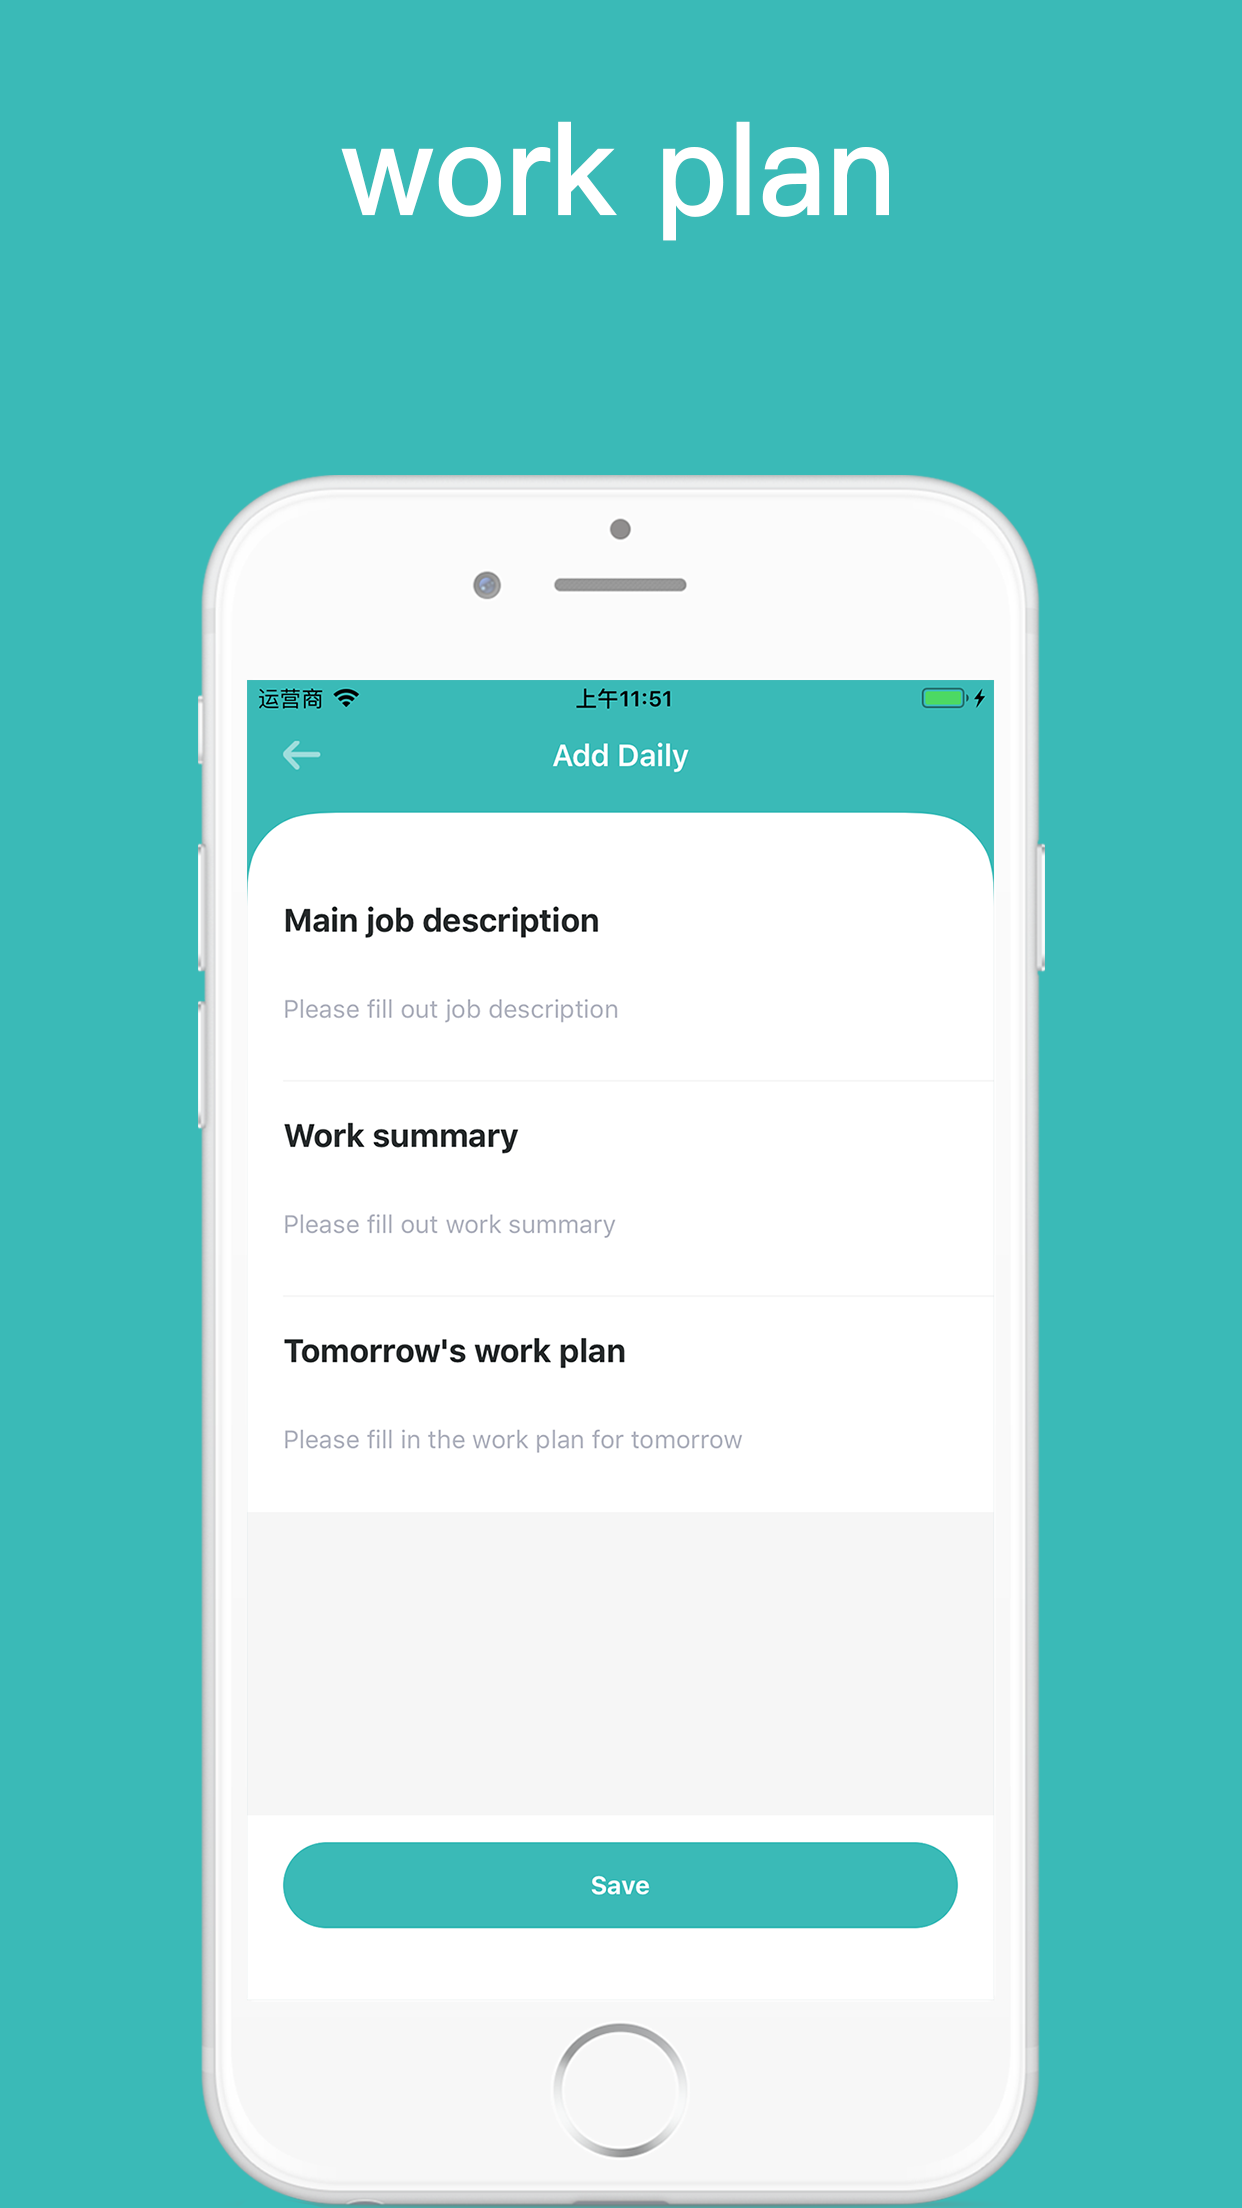 work plan
运营商 上午11:51
Add Daily
Main job description
Please fill out job description
Work summary
Please fill out work summary
Tomorrow's work plan
Please fill in the work plan for tomorrow
Save